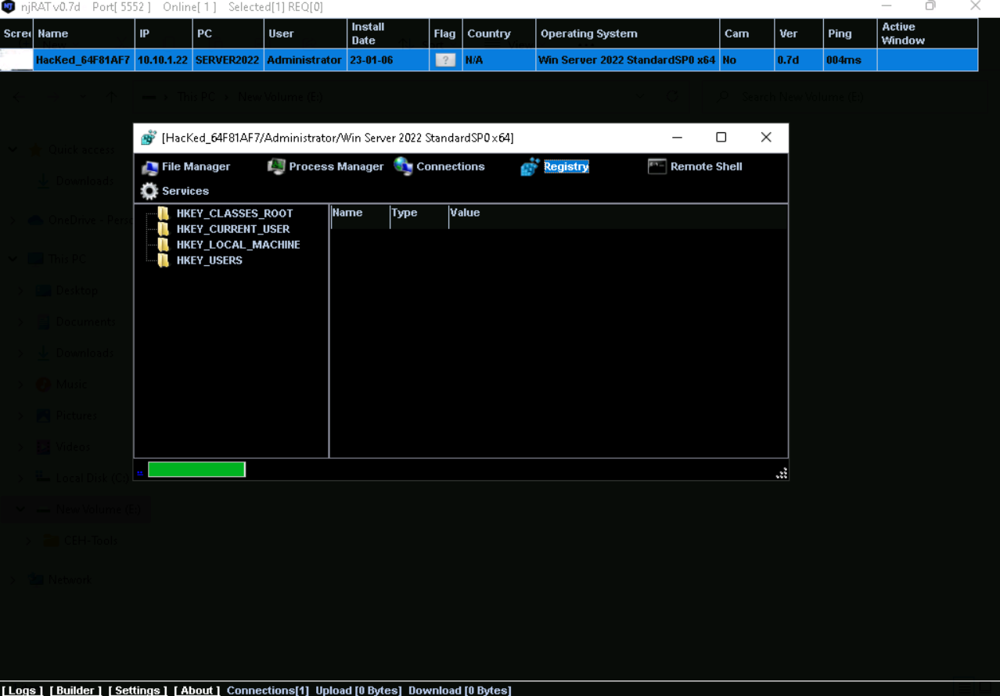 njRAT v0.7d Port[ 5552 ] Online[ 1 ] Selected[1] REQ[0]
Name IP PC User Install Date Flag Country Operating System Cam Ver Ping Active Window
HacKed_64F81AF7 10.10.1.22 SERVER2022 Administrator 23-01-06 ? N/A Win Server 2022 StandardSP0 x64 No 0.7d 004ms
This PC New Volume (E:) Search New Volume (E:)
[HacKed_64F81AF7/Administrator/Win Server 2022 StandardSP0 x64]
File Manager Process Manager Connections Registry Remote Shell
Services
Name Type Value
HKEY_CLASSES_ROOT
HKEY_CURRENT_USER
HKEY_LOCAL_MACHINE
HKEY_USERS
Quick access
Downloads
OneDrive - Pers
This PC
Desktop
Documents
Downloads
Music
Pictures
Videos
Local Disk (C:)
New Volume (E:)
CEH-Tools
Network
[ Logs ] [ Builder ] [ Settings ] [ About ] Connections[1] Upload [0 Bytes] Download [0 Bytes]